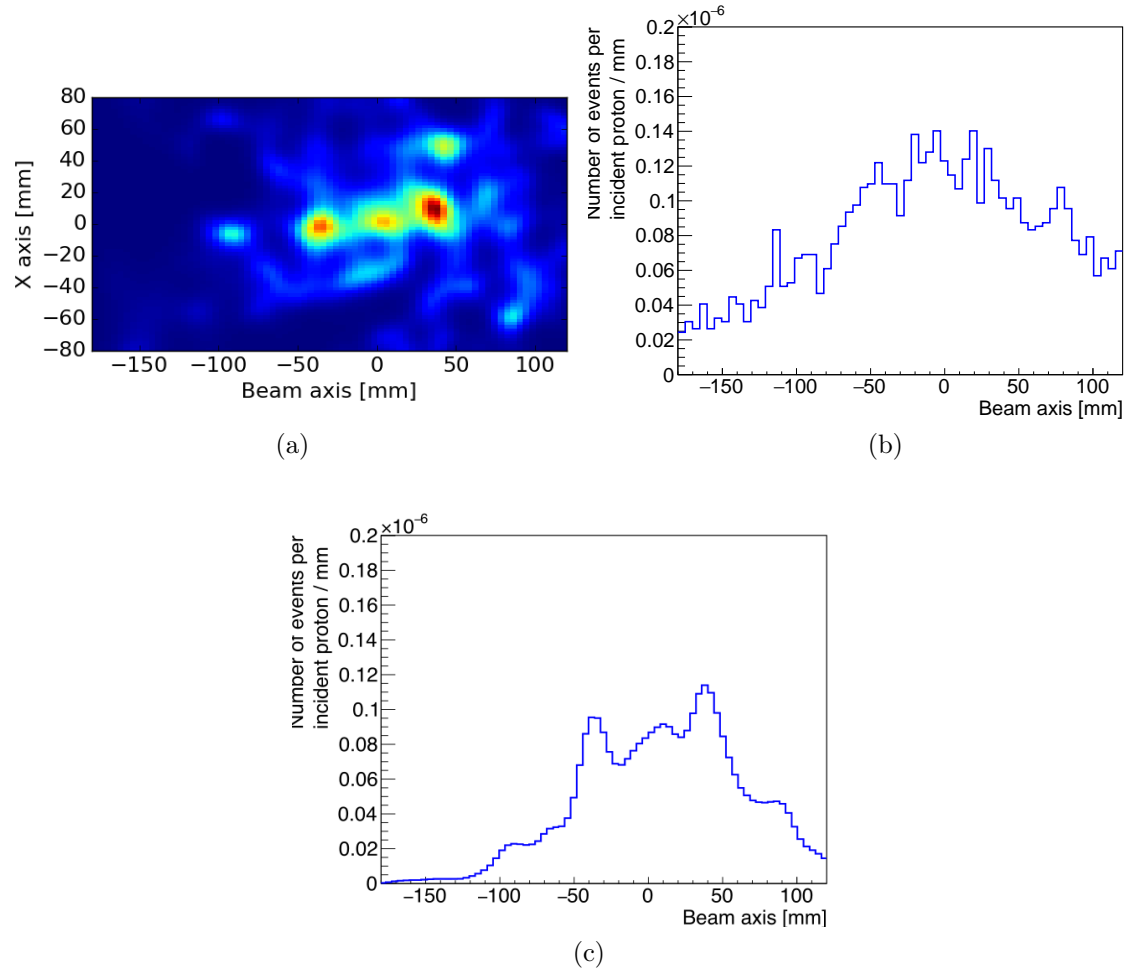 80
60
40
20
0
−20
−40
−60
−80
X axis [mm]
−150 −100 −50 0 50 100
Beam axis [mm]
(a)
×10⁻⁶
0.2
0.18
0.16
0.14
0.12
0.1
0.08
0.06
0.04
0.02
0
Number of events per
incident proton / mm
−150 −100 −50 0 50 100
Beam axis [mm]
(b)
×10⁻⁶
0.2
0.18
0.16
0.14
0.12
0.1
0.08
0.06
0.04
0.02
0
Number of events per
incident proton / mm
−150 −100 −50 0 50 100
Beam axis [mm]
(c)